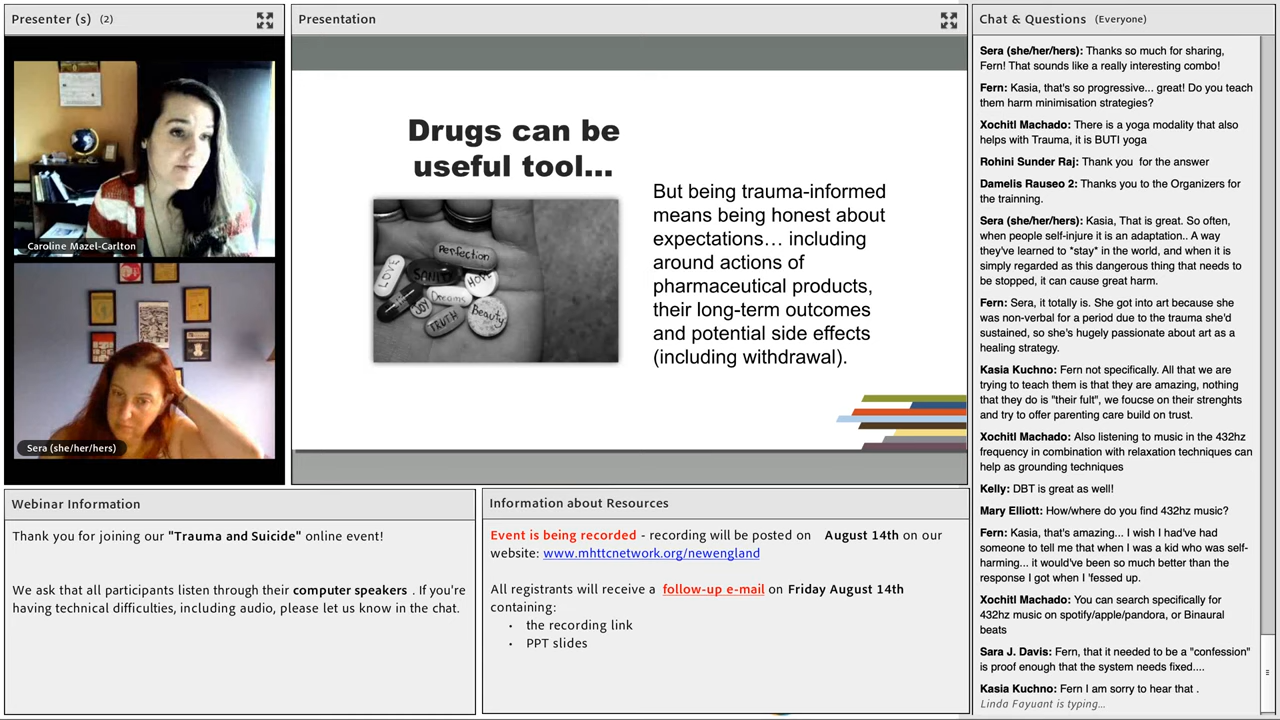 Presenter (s) (2)
Caroline Mazel-Carlton
Sera (she/her/hers)
Presentation
Drugs can be
useful tool...
Perfection
LOVE
SANITY
HOPE
Dreams
JOY
TRUTH
Beauty
But being trauma-informed
means being honest about
expectations… including
around actions of
pharmaceutical products,
their long-term outcomes
and potential side effects
(including withdrawal).
Webinar Information
Thank you for joining our "Trauma and Suicide" online event!
We ask that all participants listen through their computer speakers . If you're
having technical difficulties, including audio, please let us know in the chat.
Information about Resources
Event is being recorded - recording will be posted on August 14th on our
website: www.mhttcnetwork.org/newengland
All registrants will receive a follow-up e-mail on Friday August 14th
containing:
• the recording link
• PPT slides
Chat & Questions (Everyone)
Sera (she/her/hers): Thanks so much for sharing,
Fern! That sounds like a really interesting combo!
Fern: Kasia, that's so progressive... great! Do you teach
them harm minimisation strategies?
Xochitl Machado: There is a yoga modality that also
helps with Trauma, it is BUTI yoga
Rohini Sunder Raj: Thank you for the answer
Damelis Rauseo 2: Thanks you to the Organizers for
the trainning.
Sera (she/her/hers): Kasia, That is great. So often,
when people self-injure it is an adaptation.. A way
they've learned to *stay* in the world, and when it is
simply regarded as this dangerous thing that needs to
be stopped, it can cause great harm.
Fern: Sera, it totally is. She got into art because she
was non-verbal for a period due to the trauma she'd
sustained, so she's hugely passionate about art as a
healing strategy.
Kasia Kuchno: Fern not specifically. All that we are
trying to teach them is that they are amazing, nothing
that they do is "their fult", we foucse on their strenghts
and try to offer parenting care build on trust.
Xochitl Machado: Also listening to music in the 432hz
frequency in combination with relaxation techniques can
help as grounding techniques
Kelly: DBT is great as well!
Mary Elliott: How/where do you find 432hz music?
Fern: Kasia, that's amazing... I wish I had've had
someone to tell me that when I was a kid who was self-
harming... it would've been so much better than the
response I got when I 'fessed up.
Xochitl Machado: You can search specifically for
432hz music on spotify/apple/pandora, or Binaural
beats
Sara J. Davis: Fern, that it needed to be a "confession"
is proof enough that the system needs fixed....
Kasia Kuchno: Fern I am sorry to hear that .
Linda Fayuant is typing...